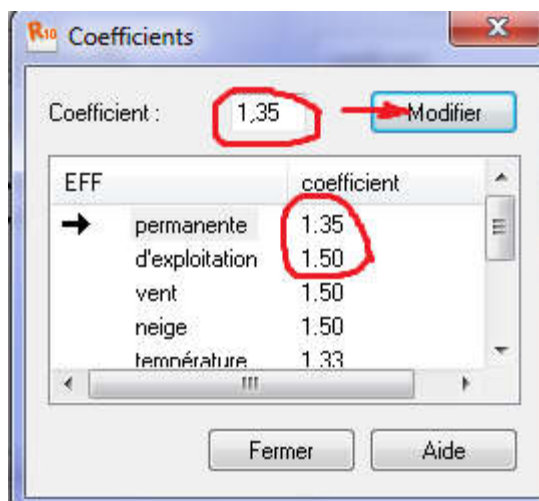 R10 Coefficients
Coefficient : 1,35 Modifier
EFF coefficient
permanente 1.35
d'exploitation 1.50
vent 1.50
neige 1.50
température 1.33
Fermer Aide